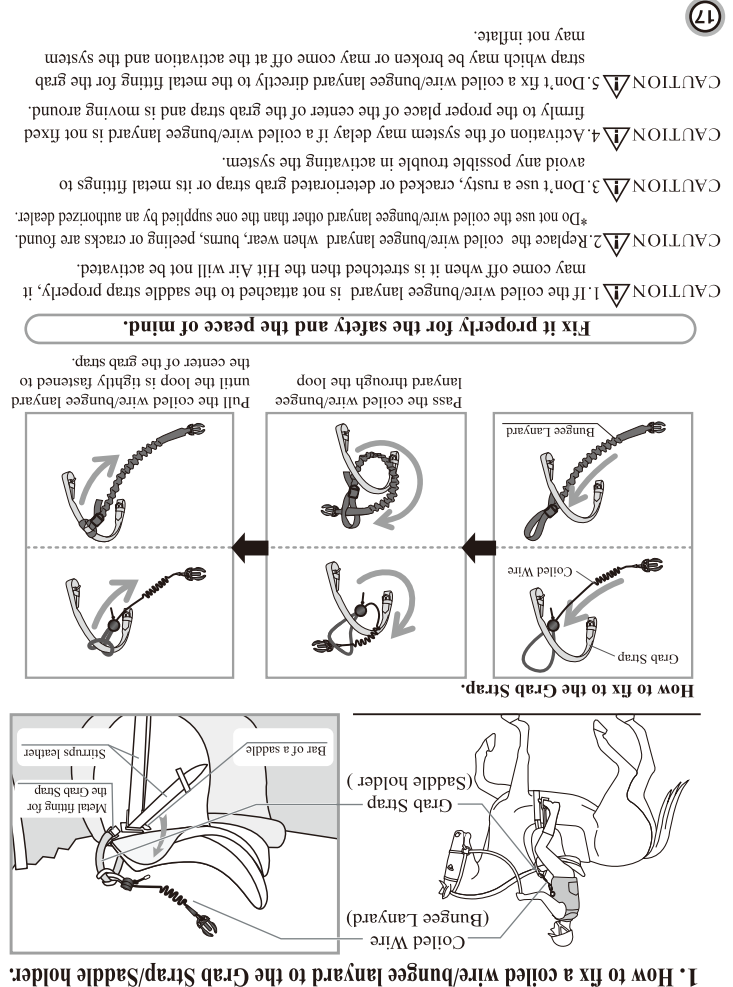 1. How to fix a coiled wire/bungee lanyard to the Grab Strap/Saddle holder.
Coiled Wire
(Bungee Lanyard)
Grab Strap
(Saddle holder )
Metal fitting for
the Grab Strap
Bar of a saddle
Stirrups leather
How to fix to the Grab Strap.
Grab Strap
Coiled Wire
Bungee Lanyard
Pass the coiled wire/bungee
lanyard through the loop
Pull the coiled wire/bungee lanyard
until the loop is tightly fastened to
the center of the grab strap.
Fix it properly for the safety and the peace of mind.
CAUTION 1. If the coiled wire/bungee lanyard is not attached to the saddle strap properly, it
may come off when it is stretched then the Hit Air will not be activated.
CAUTION 2. Replace the coiled wire/bungee lanyard when wear, burns, peeling or cracks are found.
*Do not use the coiled wire/bungee lanyard other than the one supplied by an authorized dealer.
CAUTION 3. Don't use a rusty, cracked or deteriorated grab strap or its metal fittings to
avoid any possible trouble in activating the system.
CAUTION 4. Activation of the system may delay if a coiled wire/bungee lanyard is not fixed
firmly to the proper place of the center of the grab strap and is moving around.
CAUTION 5. Don't fix a coiled wire/bungee lanyard directly to the metal fitting for the grab
strap which may be broken or may come off at the activation and the system
may not inflate.
17